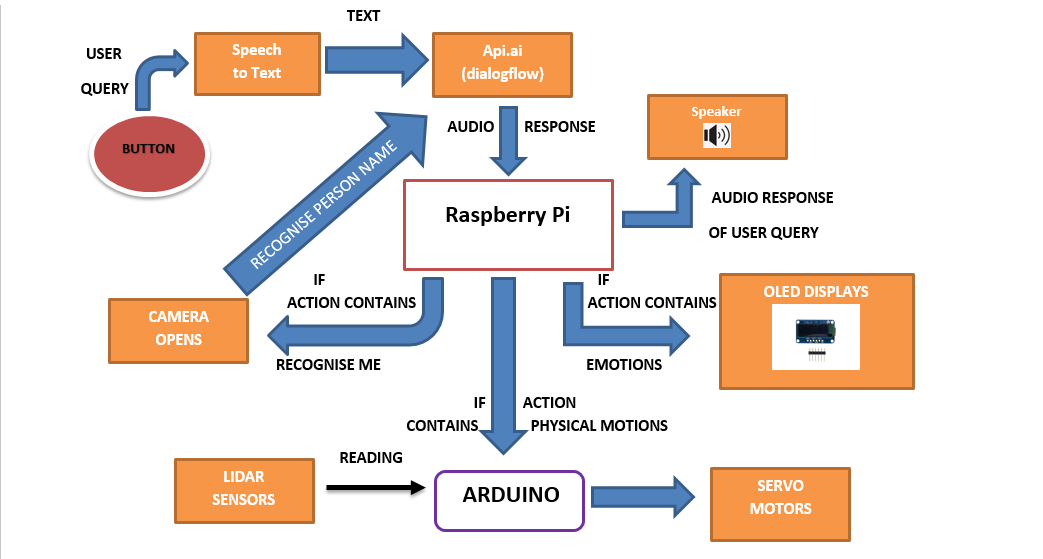 TEXT
USER
QUERY
Speech
to Text
Api.ai
(dialogflow)
BUTTON
AUDIO RESPONSE
Speaker
RECOGNISE PERSON NAME
Raspberry Pi
AUDIO RESPONSE
OF USER QUERY
IF
ACTION CONTAINS
RECOGNISE ME
CAMERA
OPENS
IF
ACTION CONTAINS
EMOTIONS
OLED DISPLAYS
IF ACTION
CONTAINS PHYSICAL MOTIONS
LIDAR
SENSORS
READING
ARDUINO
SERVO
MOTORS